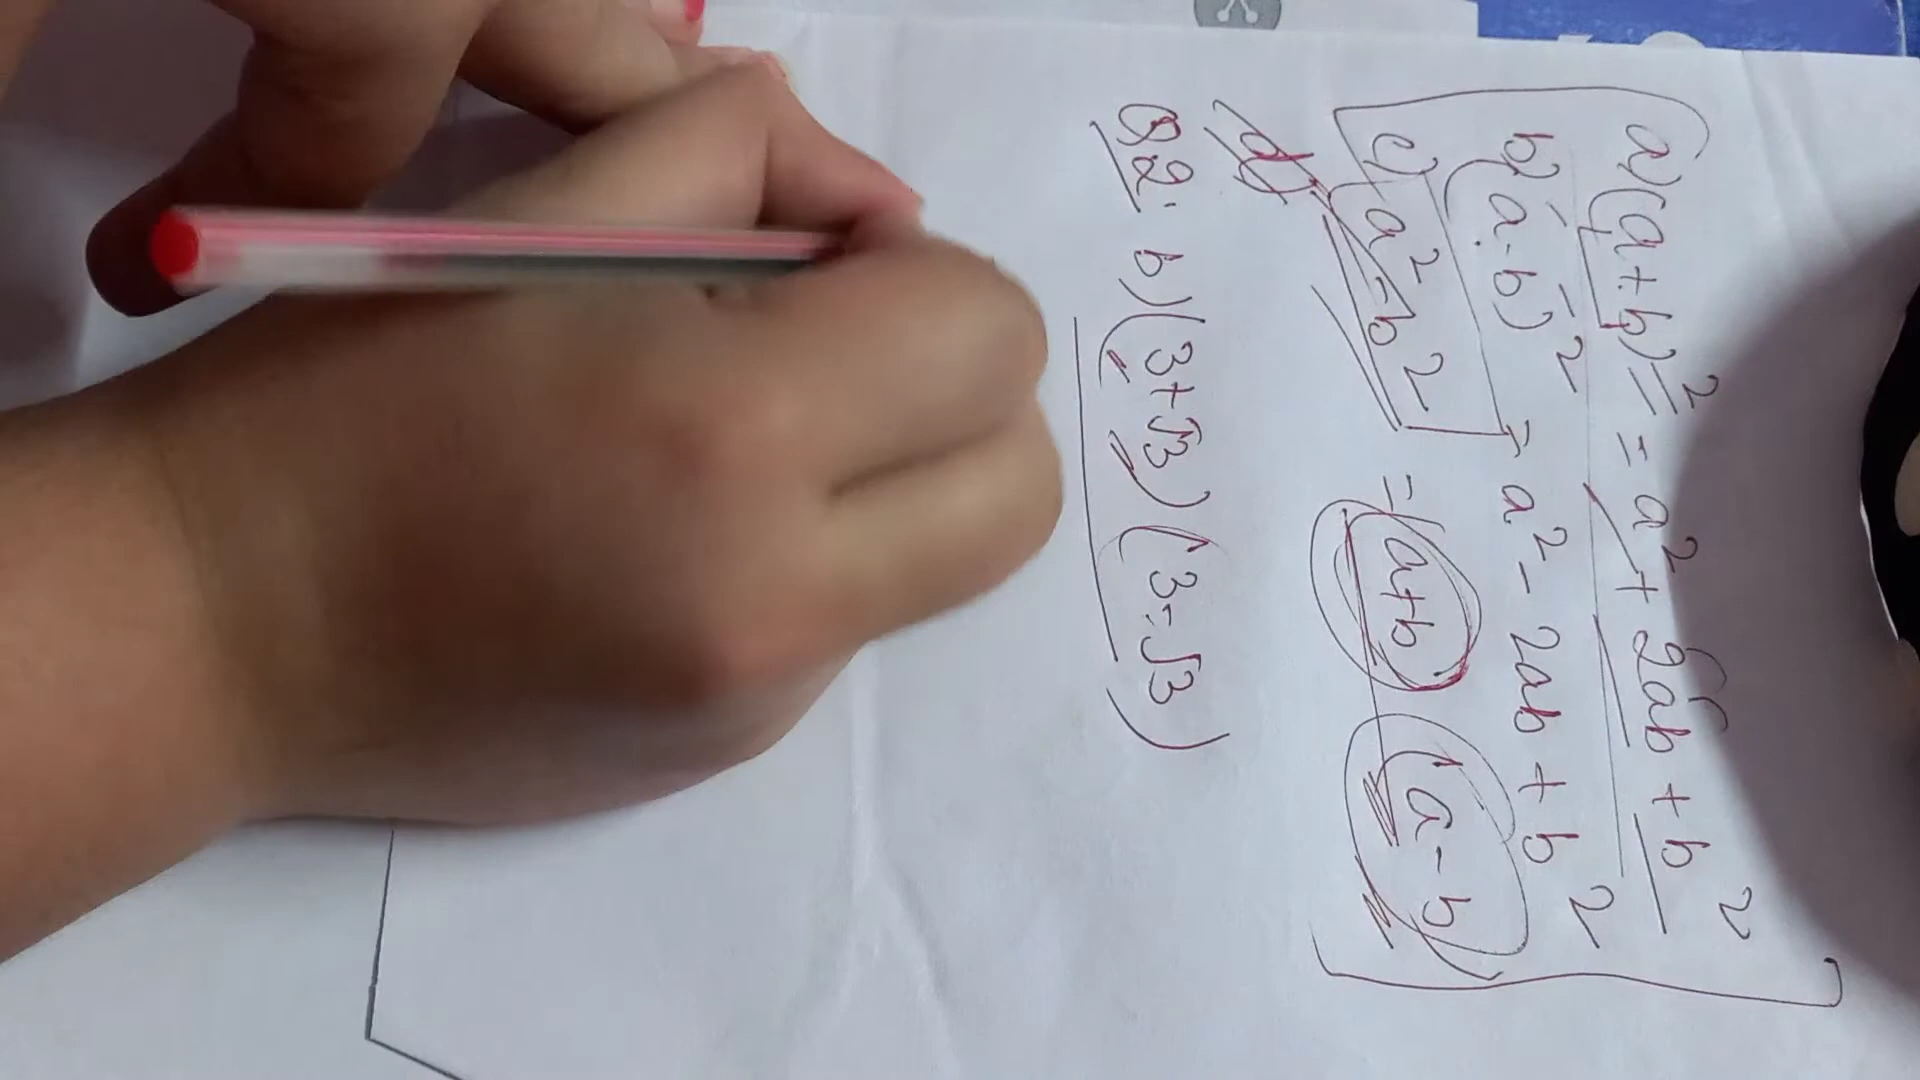 a) (a+b)² = a² + 2ab + b²
b) (a-b)² = a² - 2ab + b²
c) a² - b² = (a+b) (a-b)
Q2. b) (3+√3) (3-√3)